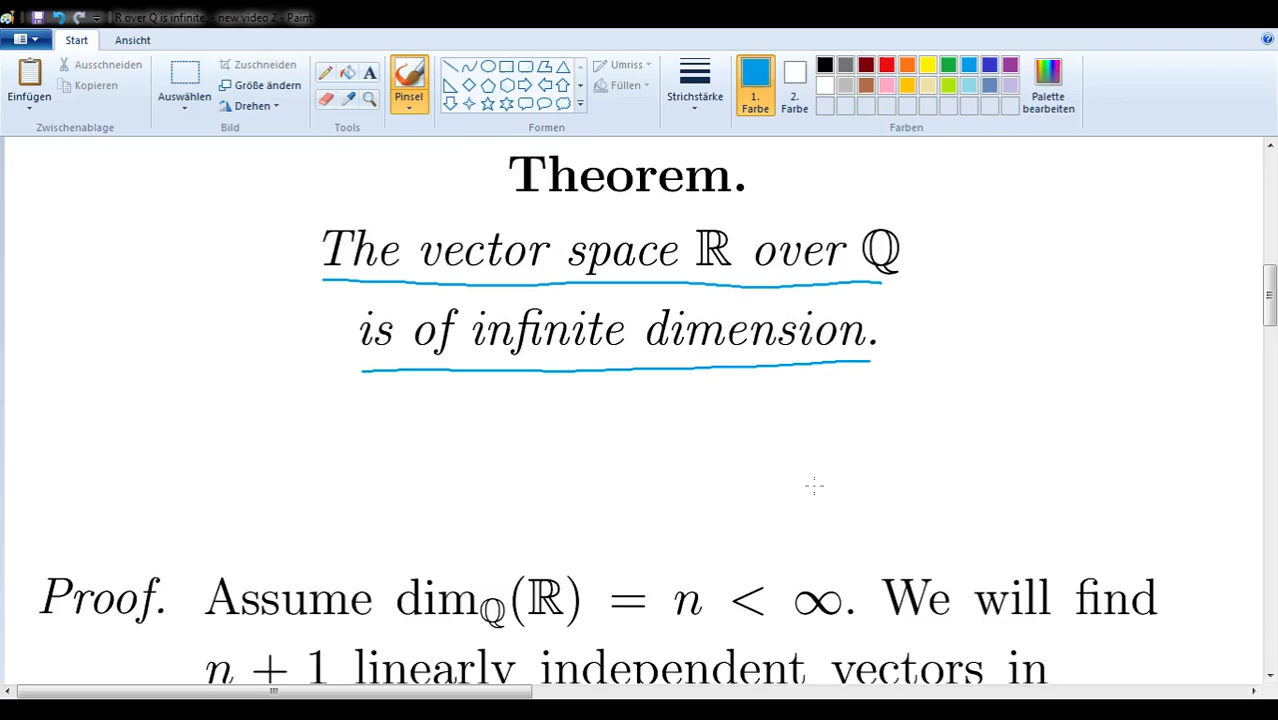 R over Q is infinite - new video 2 - Paint
Start Ansicht
Einfügen
Ausschneiden
Kopieren
Zwischenablage
Auswählen
Zuschneiden
Größe ändern
Drehen
Bild
A
Tools
Pinsel
Umriss
Füllen
Formen
Strichstärke
1. Farbe
2. Farbe
Palette bearbeiten
Farben
Theorem.
The vector space ℝ over ℚ
is of infinite dimension.
Proof. Assume dim_ℚ(ℝ) = n < ∞. We will find
n + 1 linearly independent vectors in